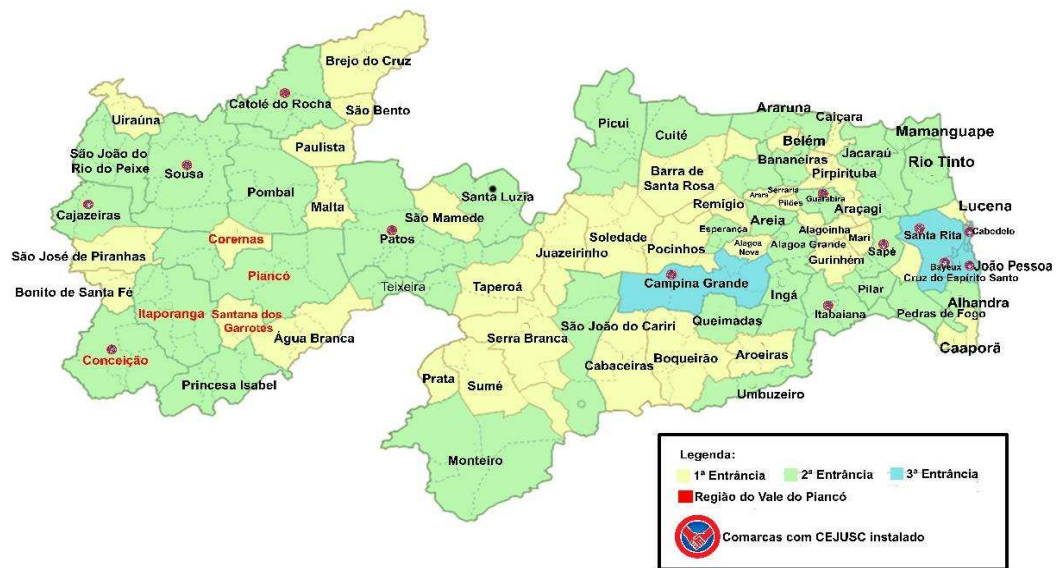 Brejo do Cruz
Catolé do Rocha
São Bento
Uiraúna
Paulista
São João do
Rio do Peixe
Sousa
Pombal
Malta
Cajazeiras
Coremas
São José de Piranhas
Piancó
Bonito de Santa Fé
Itaporanga
Santana dos
Garrotes
Água Branca
Conceição
Princesa Isabel
Santa Luzia
São Mamede
Patos
Teixeira
Juazeirinho
Taperoá
Soledade
Pocinhos
São João do Cariri
Serra Branca
Prata
Sumé
Monteiro
Picui
Cuité
Araruna
Caiçara
Belém
Bananeiras
Mamanguape
Jacaraú
Rio Tinto
Pirpirituba
Barra de
Santa Rosa
Remígio
Arara
Serraria
Pilões
Guarabira
Araçagi
Lucena
Esperança
Areia
Alagoinha
Mari
Santa Rita
Cabedelo
Alagoa
Nova
Alagoa Grande
Gurinhém
Sapé
Bayeux
João Pessoa
Cruz do Espírito Santo
Campina Grande
Ingá
Pilar
Alhandra
Itabaiana
Pedras de Fogo
Caaporã
Queimadas
Cabaceiras
Boqueirão
Aroeiras
Umbuzeiro
Legenda:
1ª Entrância
2ª Entrância
3ª Entrância
Região do Vale do Piancó
Comarcas com CEJUSC instalado